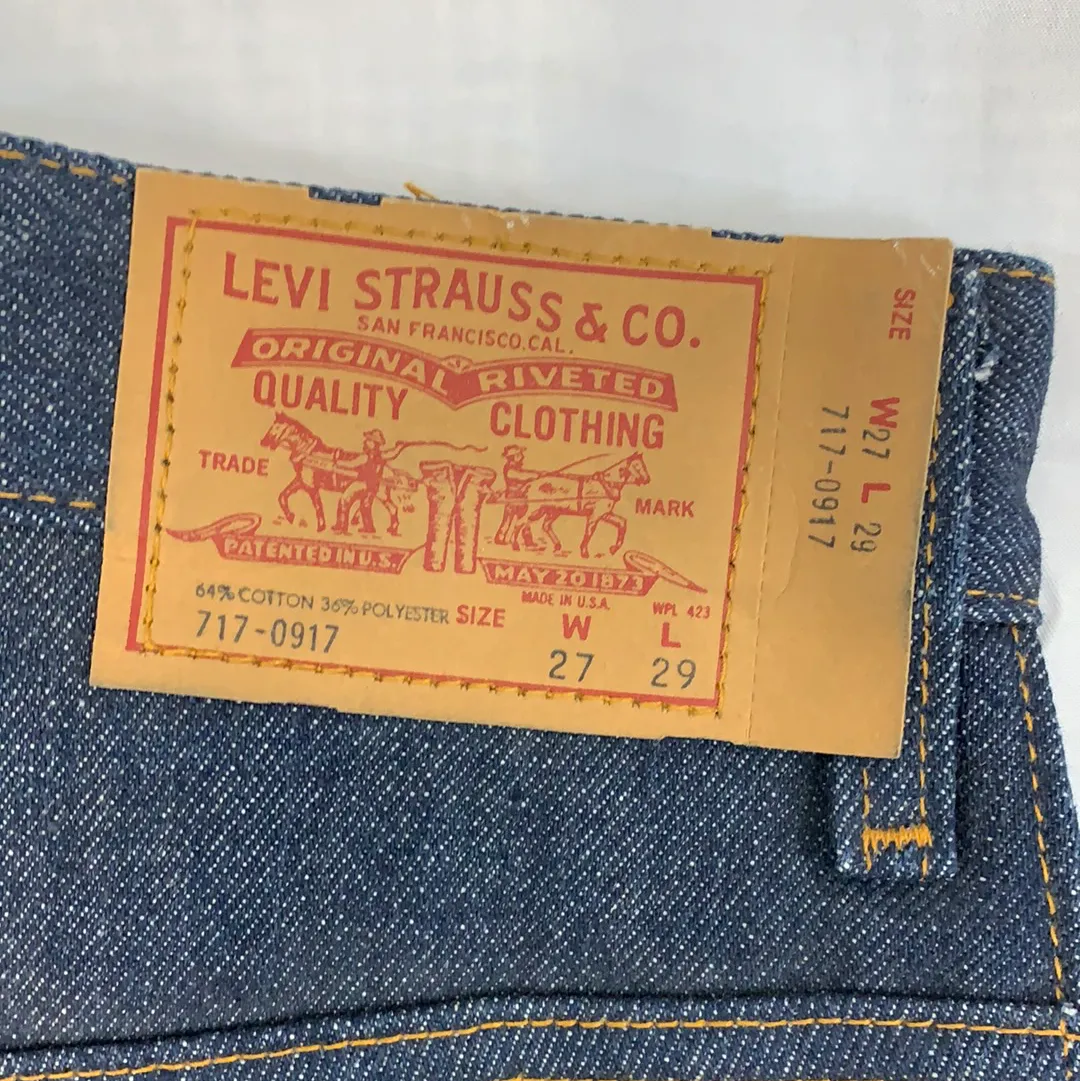 LEVI STRAUSS & CO.
SAN FRANCISCO, CAL.
ORIGINAL RIVETED
QUALITY CLOTHING
TRADE MARK
PATENTED IN U.S. MAY 20 1873
MADE IN U.S.A. WPL 423
64% COTTON 36% POLYESTER SIZE W L
717-0917 27 29
SIZE W27 L 29
717-0917